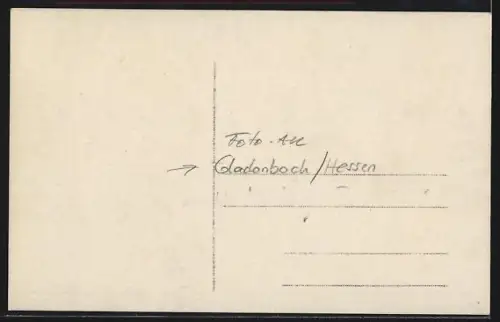 Foto - AK
→ Gladenbach/Hessen